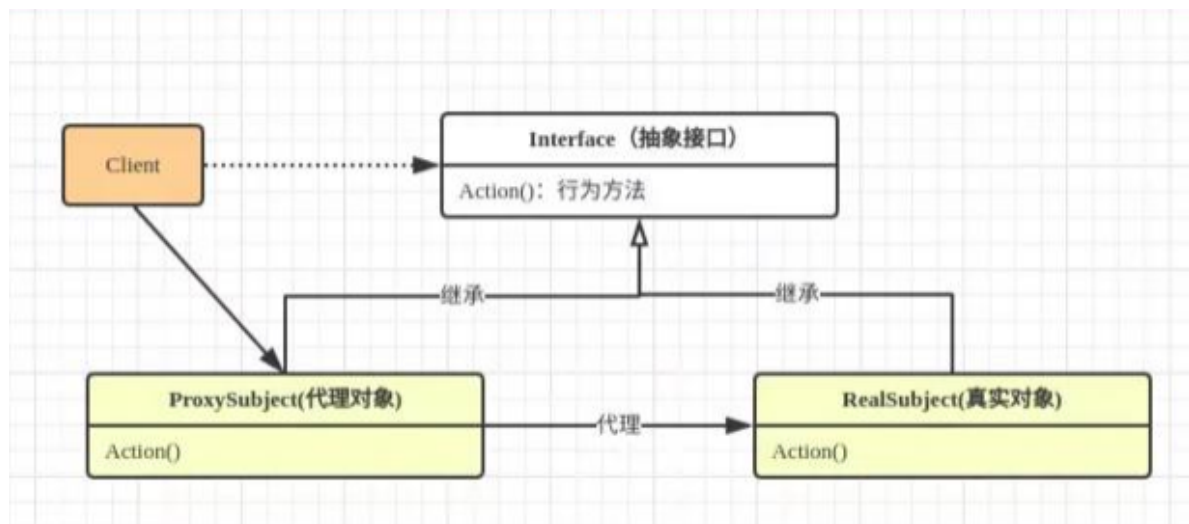 Client
Interface（抽象接口）
Action()：行为方法
继承
继承
ProxySubject(代理对象)
Action()
代理
RealSubject(真实对象)
Action()